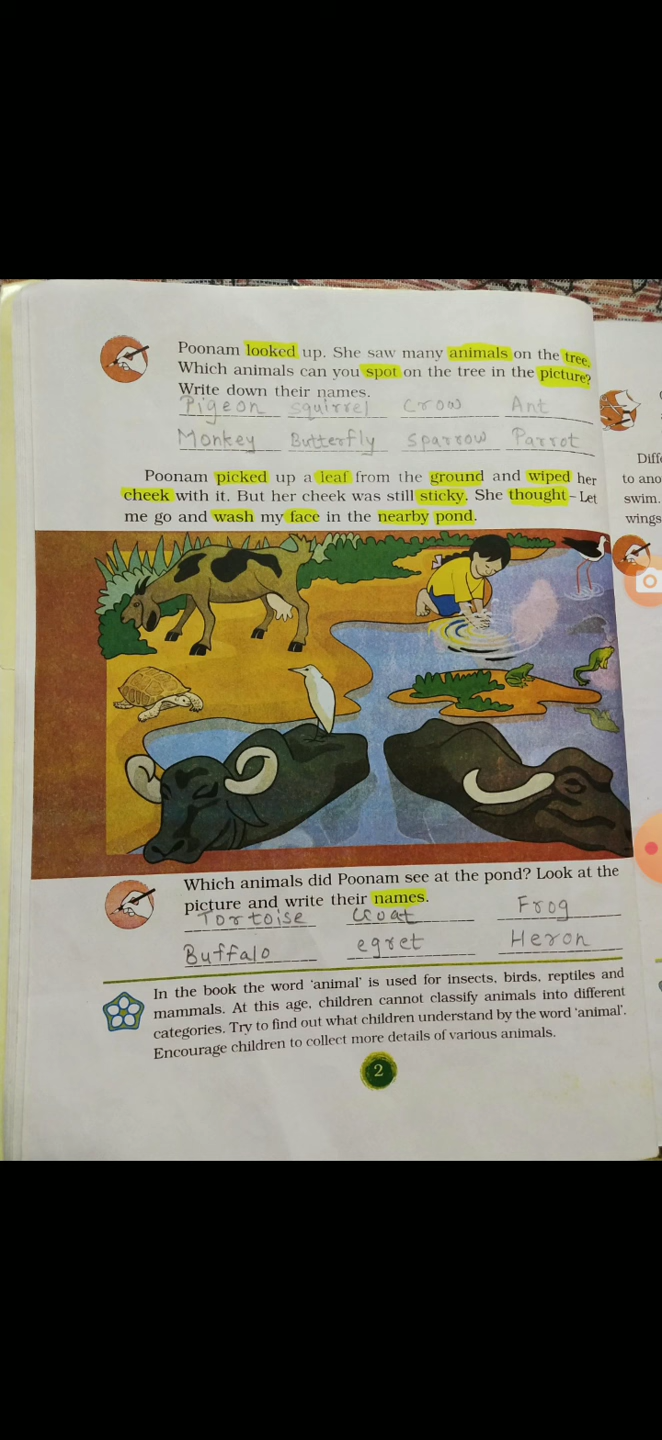 Poonam looked up. She saw many animals on the tree.
Which animals can you spot on the tree in the picture?
Write down their names.
Pigeon squirrel Crow Ant
Monkey Butterfly sparrow Parrot
Poonam picked up a leaf from the ground and wiped her
cheek with it. But her cheek was still sticky. She thought – Let
me go and wash my face in the nearby pond.
Which animals did Poonam see at the pond? Look at the
picture and write their names.
Tortoise Goat Frog
Buffalo egret Heron
In the book the word 'animal' is used for insects, birds, reptiles and
mammals. At this age, children cannot classify animals into different
categories. Try to find out what children understand by the word 'animal'.
Encourage children to collect more details of various animals.
2
to ano
swim.
wings